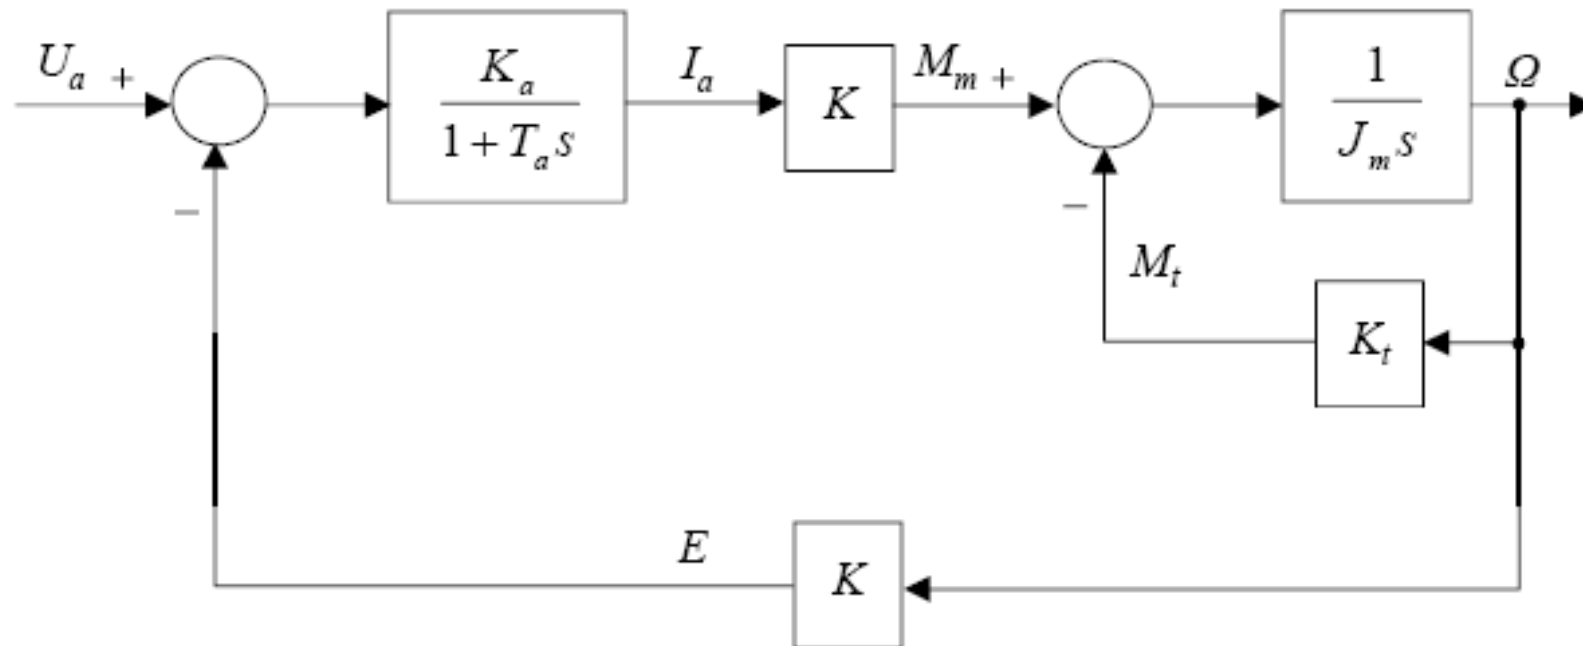 U_a + K_a / (1 + T_a s) I_a K M_m + 1 / (J_m s) Ω
− −
M_t
K_t
E
K